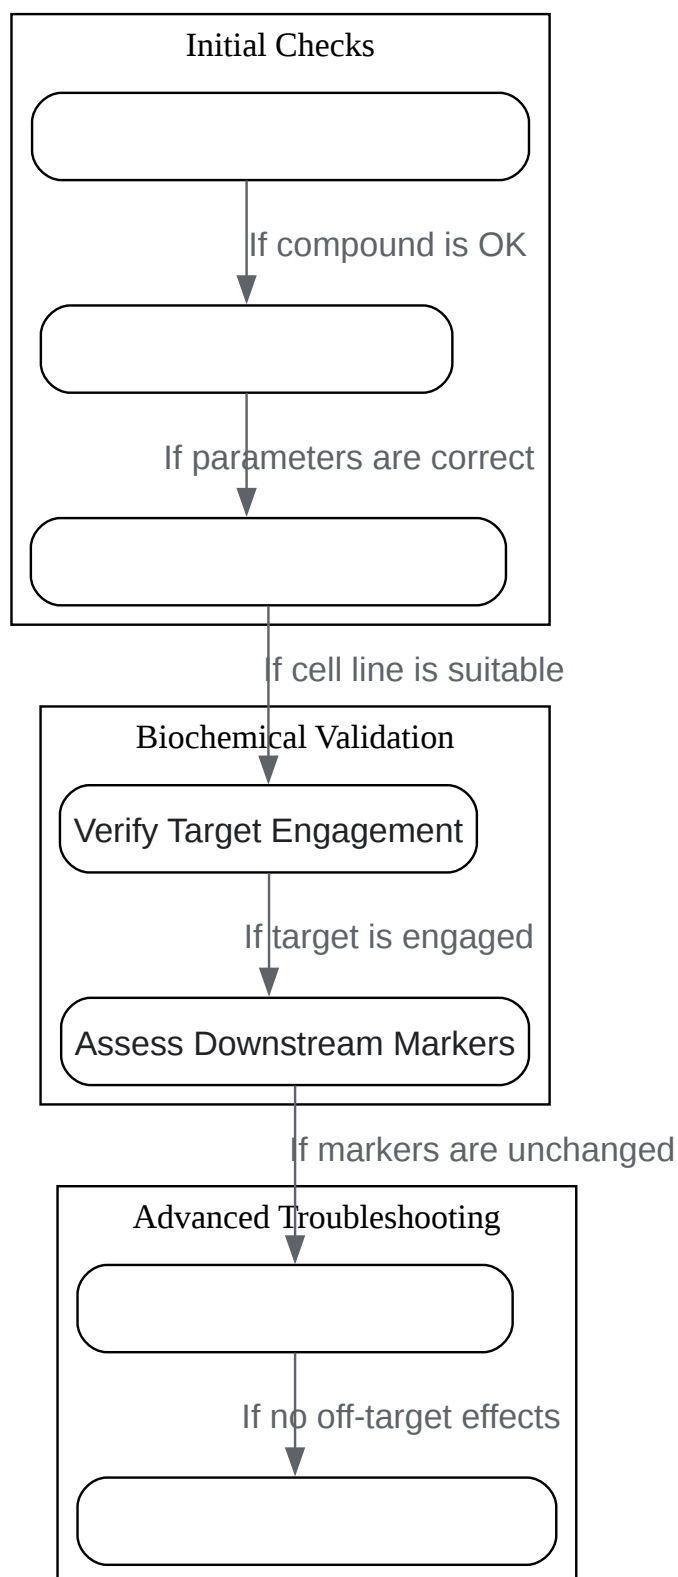 Initial Checks
If compound is OK
If parameters are correct
If cell line is suitable
Biochemical Validation
Verify Target Engagement
If target is engaged
Assess Downstream Markers
If markers are unchanged
Advanced Troubleshooting
If no off-target effects